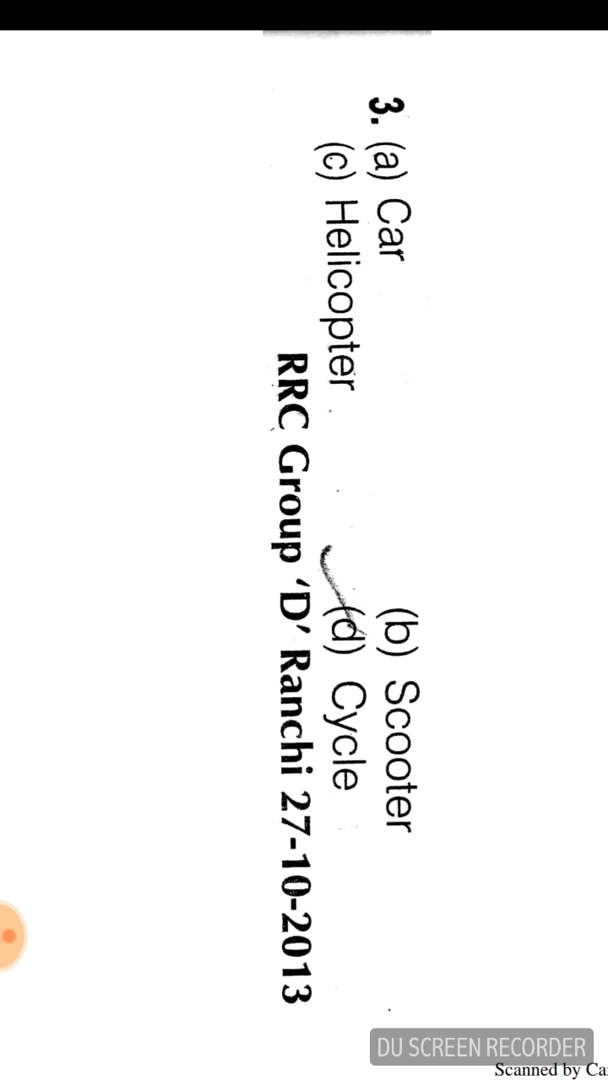 3. (a) Car (b) Scooter
(c) Helicopter (d) Cycle
RRC Group ‘D’ Ranchi 27-10-2013
DU SCREEN RECORDER
Scanned by Ca